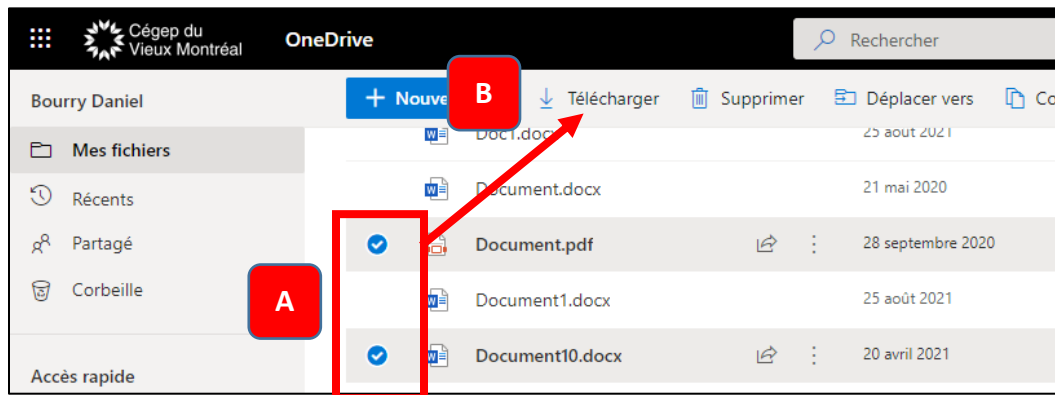 Cégep du
Vieux Montréal
OneDrive
Rechercher
Bourry Daniel
B
Télécharger
Supprimer
Déplacer vers
Mes fichiers
Doc1.docx
25 août 2021
Récents
Document.docx
21 mai 2020
Partagé
Document.pdf
28 septembre 2020
Corbeille
A
Document1.docx
25 août 2021
Document10.docx
20 avril 2021
Accès rapide